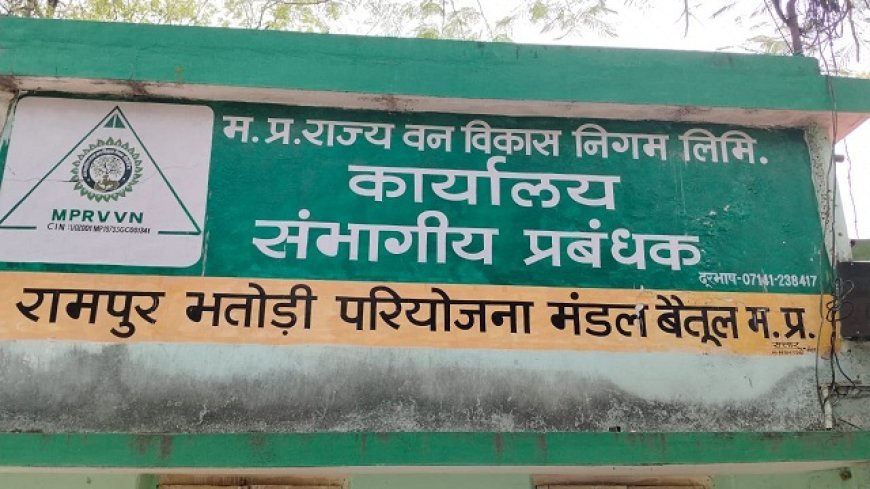 म. प्र. राज्य वन विकास निगम लिमि.
कार्यालय
संभागीय प्रबंधक
दूरभाष-07141-238417
MPRVVN
रामपुर भतोड़ी परियोजना मंडल बैतूल म. प्र.